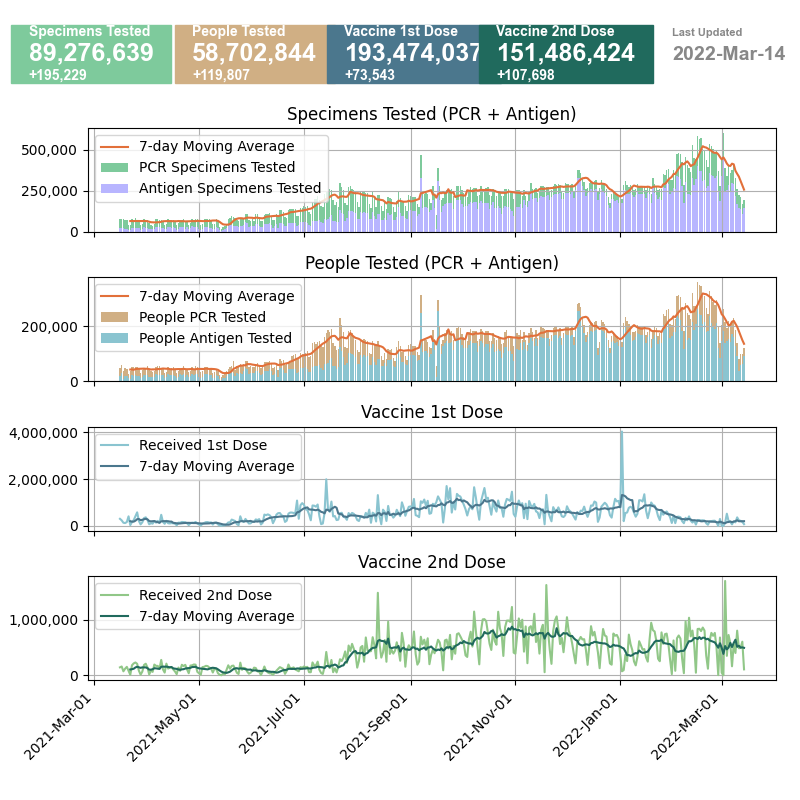 Specimens Tested
89,276,639
+195,229
People Tested
58,702,844
+119,807
Vaccine 1st Dose
193,474,037
+73,543
Vaccine 2nd Dose
151,486,424
+107,698
Last Updated
2022-Mar-14
Specimens Tested (PCR + Antigen)
500,000
250,000
0
7-day Moving Average
PCR Specimens Tested
Antigen Specimens Tested
People Tested (PCR + Antigen)
200,000
0
7-day Moving Average
People PCR Tested
People Antigen Tested
Vaccine 1st Dose
4,000,000
2,000,000
0
Received 1st Dose
7-day Moving Average
Vaccine 2nd Dose
1,000,000
0
Received 2nd Dose
7-day Moving Average
2021-Mar-01
2021-May-01
2021-Jul-01
2021-Sep-01
2021-Nov-01
2022-Jan-01
2022-Mar-01